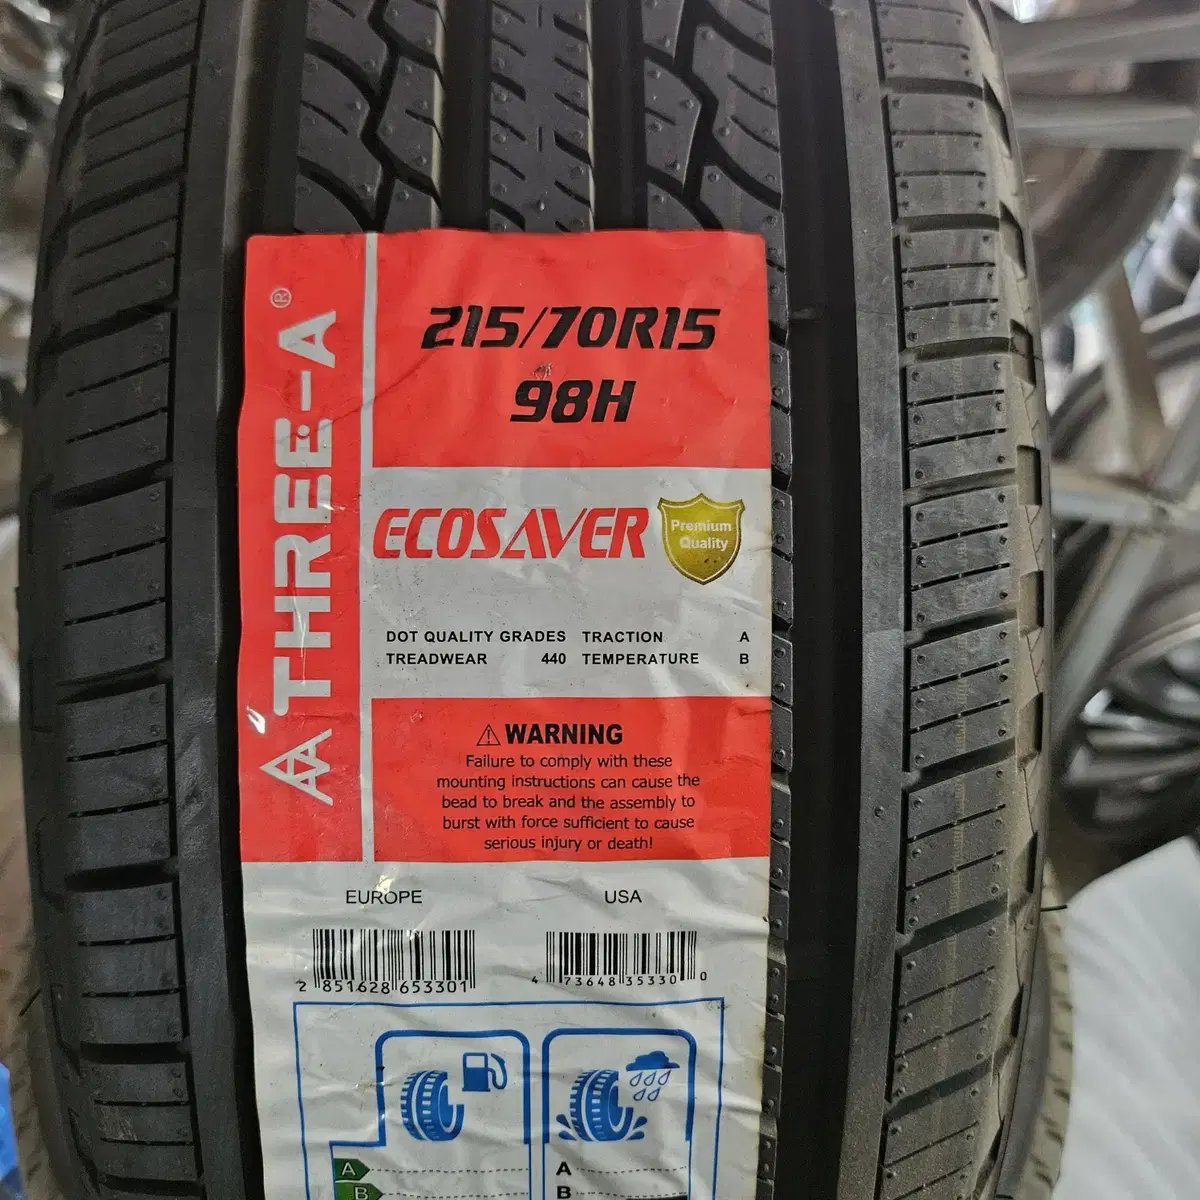 THREE-A®
215/70R15
98H
ECOSAVER
Premium
Quality
DOT QUALITY GRADES TRACTION A
TREADWEAR 440 TEMPERATURE B
WARNING
Failure to comply with these
mounting instructions can cause the
bead to break and the assembly to
burst with force sufficient to cause
serious injury or death!
EUROPE USA
2 851628 653301 4 73648 35330 0
A A
B B